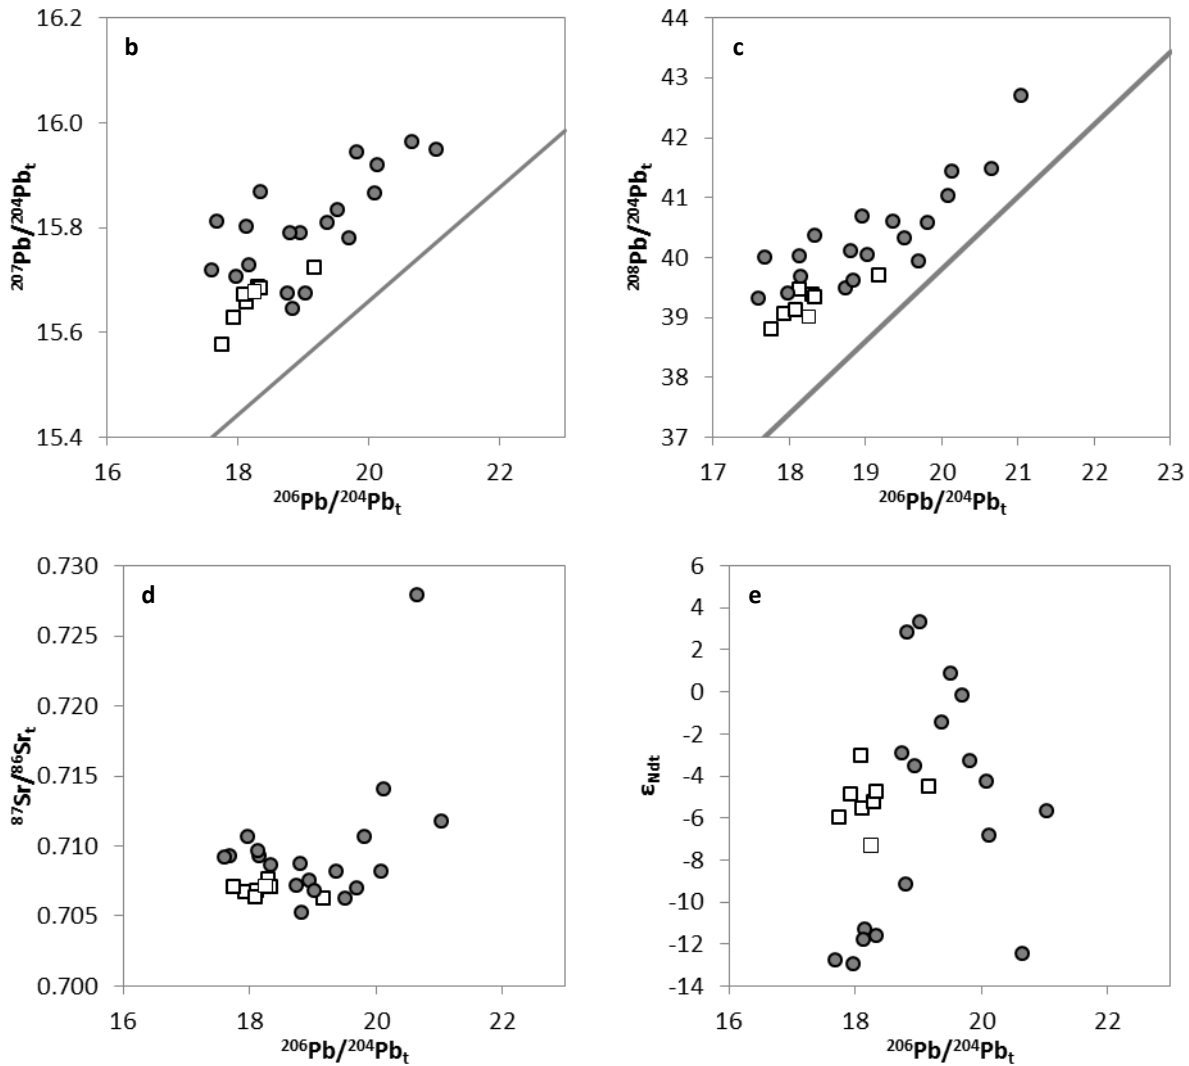 b
16.2
16.0
15.8
15.6
15.4
²⁰⁷Pb/²⁰⁴Pbₜ
16 18 20 22
²⁰⁶Pb/²⁰⁴Pbₜ
c
44
43
42
41
40
39
38
37
²⁰⁸Pb/²⁰⁴Pbₜ
17 18 19 20 21 22 23
²⁰⁶Pb/²⁰⁴Pbₜ
d
0.730
0.725
0.720
0.715
0.710
0.705
0.700
⁸⁷Sr/⁸⁶Srₜ
16 18 20 22
²⁰⁶Pb/²⁰⁴Pbₜ
e
6
4
2
0
-2
-4
-6
-8
-10
-12
-14
εNdt
16 18 20 22
²⁰⁶Pb/²⁰⁴Pbₜ